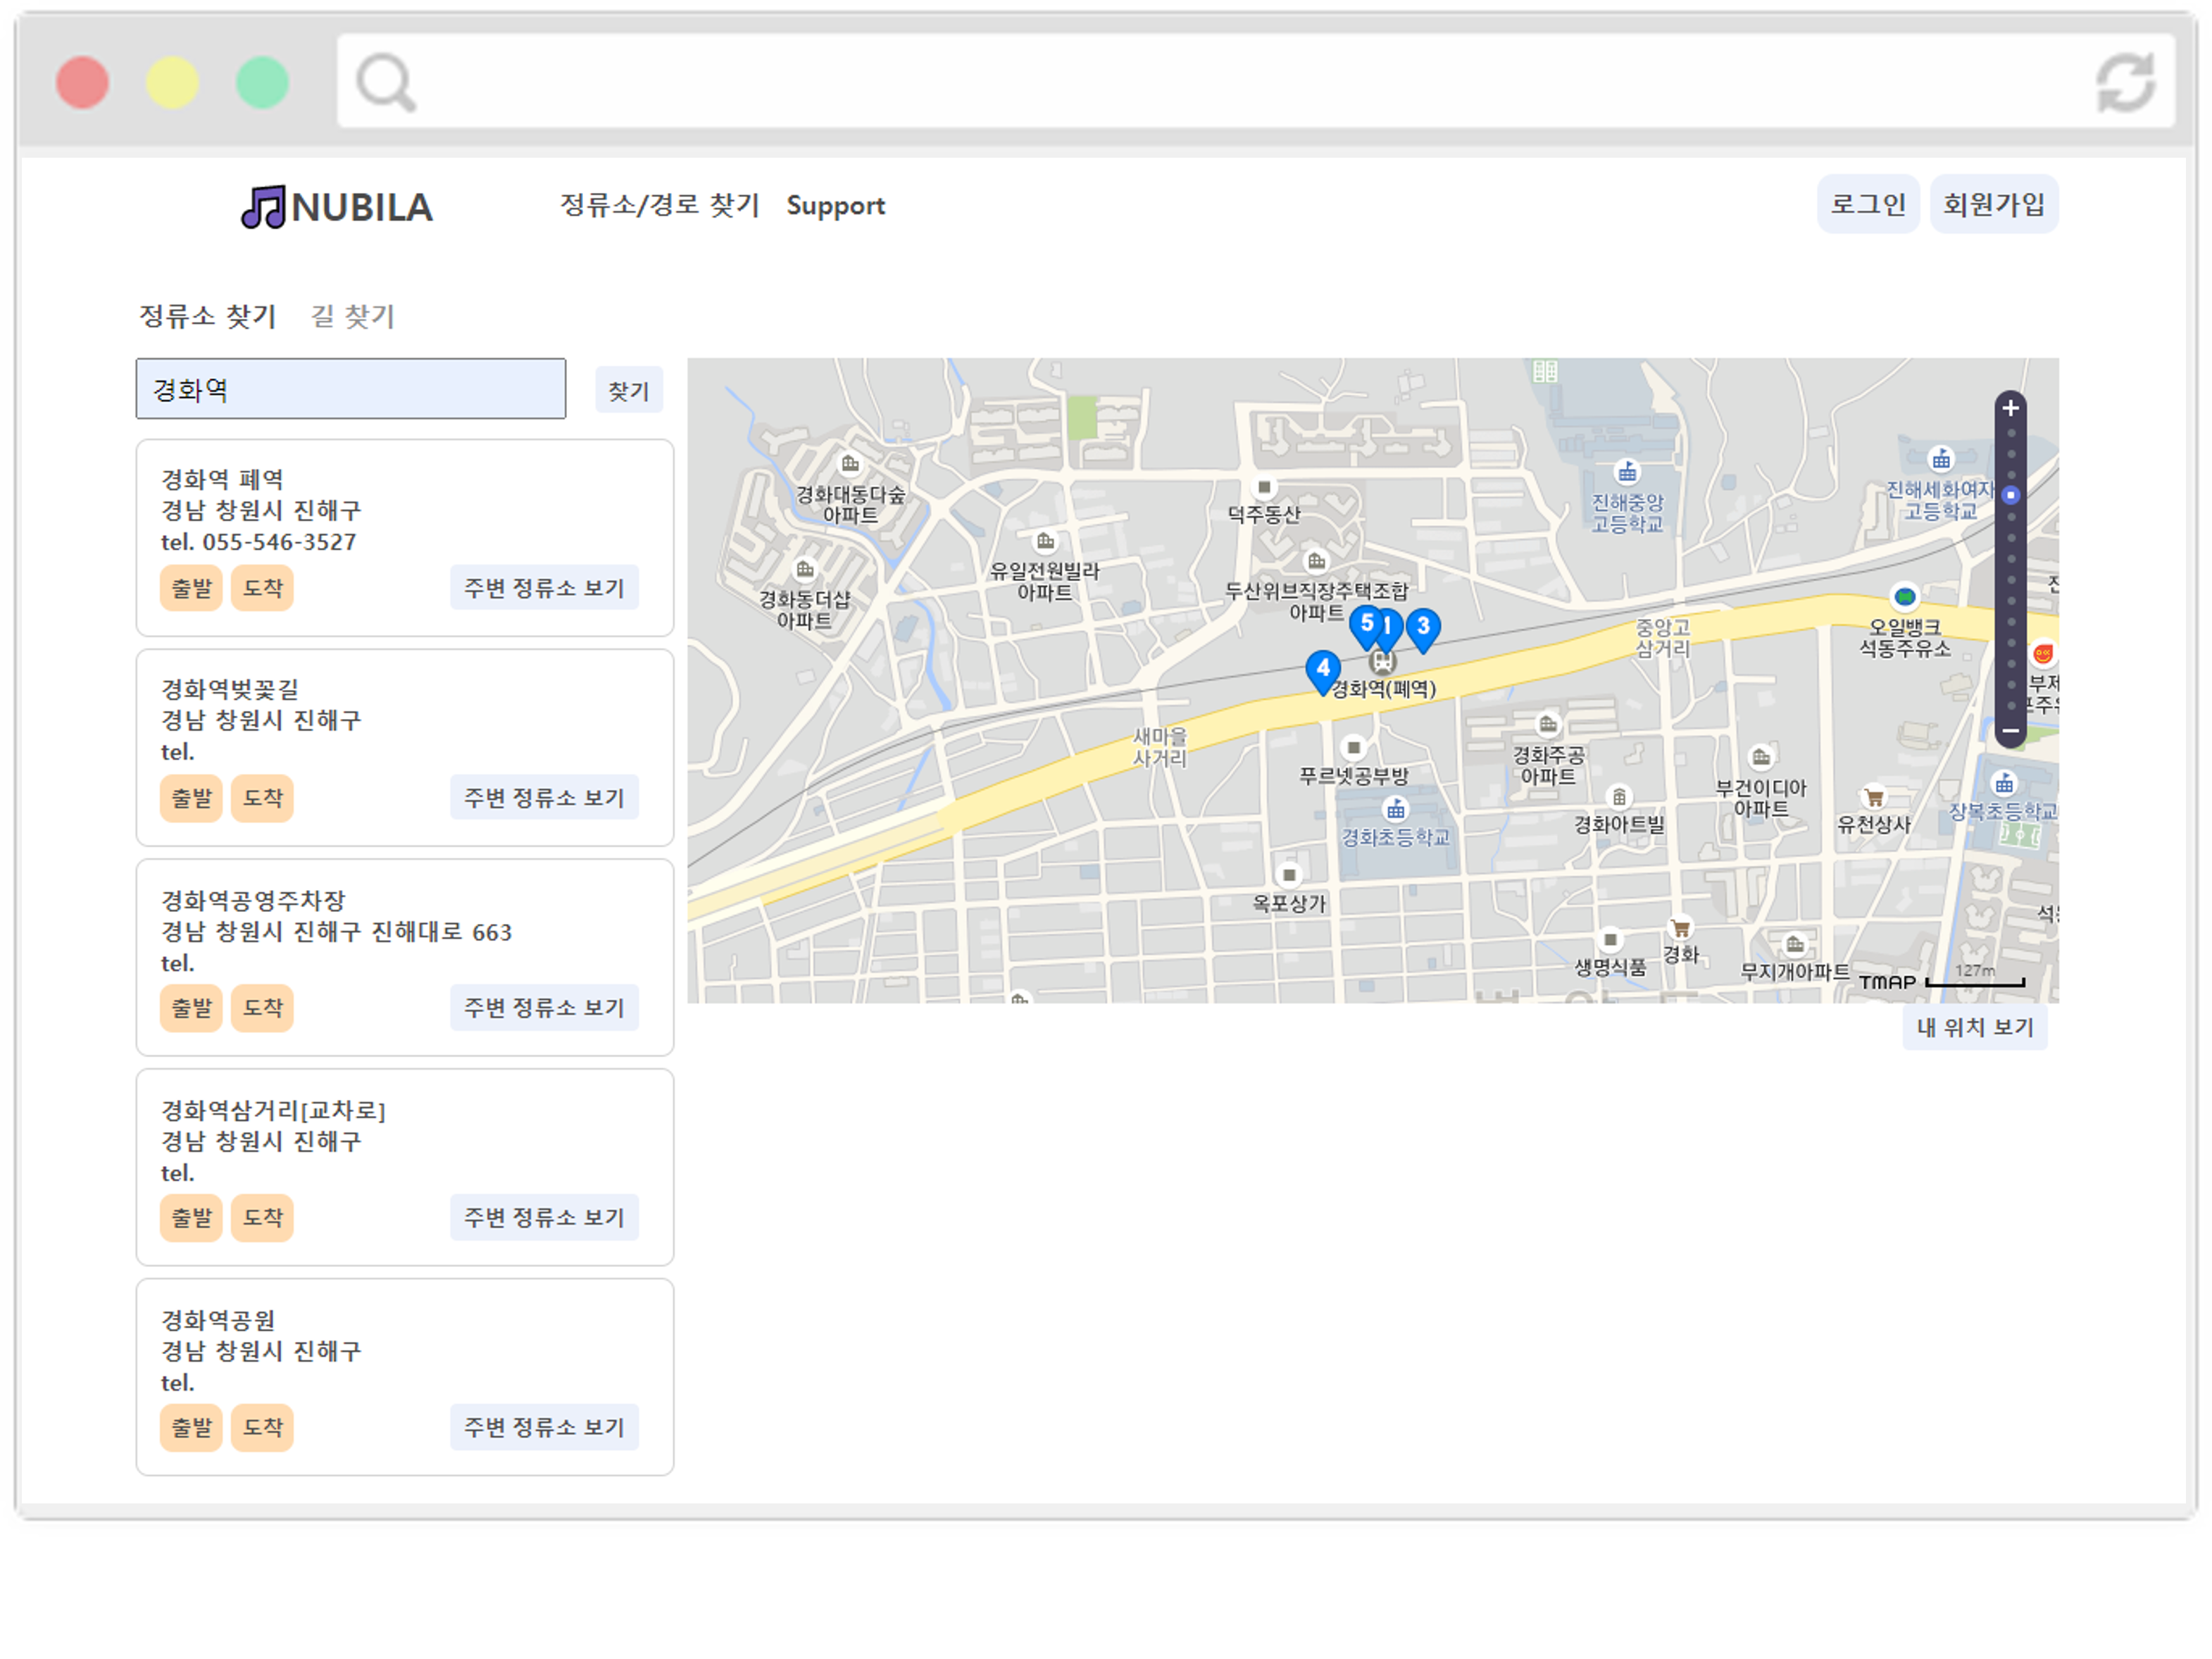 NUBILA
정류소/경로 찾기
Support
로그인
회원가입
정류소 찾기
길 찾기
경화역
찾기
경화역 폐역
경남 창원시 진해구
tel. 055-546-3527
출발
도착
주변 정류소 보기
경화역벚꽃길
경남 창원시 진해구
tel.
출발
도착
주변 정류소 보기
경화역공영주차장
경남 창원시 진해구 진해대로 663
tel.
출발
도착
주변 정류소 보기
경화역삼거리[교차로]
경남 창원시 진해구
tel.
출발
도착
주변 정류소 보기
경화역공원
경남 창원시 진해구
tel.
출발
도착
주변 정류소 보기
경화대동다숲
아파트
덕주동산
진해중앙
고등학교
진해세화여자
고등학교
유일전원빌라
아파트
경화동더샵
아파트
두산위브직장주택조합
아파트
5
1
3
4
경화역(폐역)
중앙고
삼거리
오일뱅크
석동주유소
부제
새마을
사거리
푸르넷공부방
경화주공
아파트
부건이디아
아파트
경화아트빌
유천상사
장복초등학교
경화초등학교
옥포상가
생명식품
경화
무지개아파트
TMAP
127m
내 위치 보기